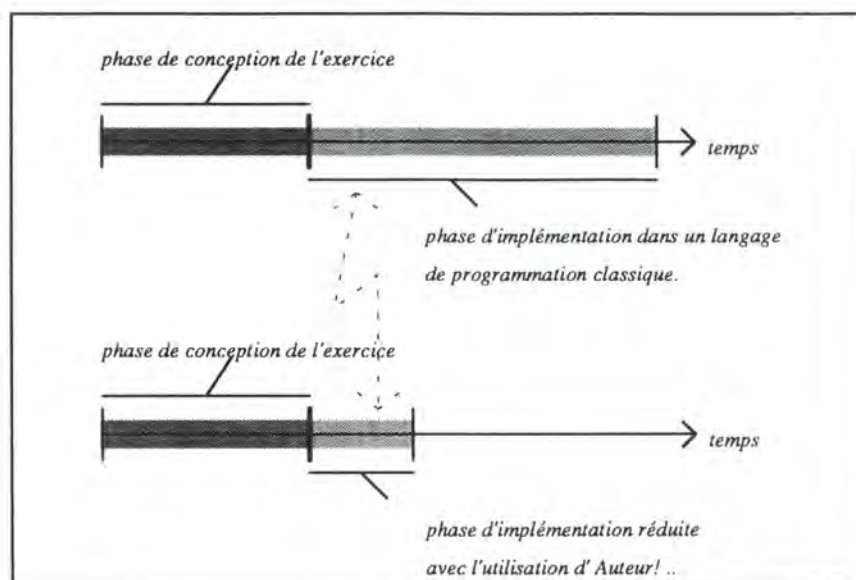 phase de conception de l'exercice
temps
phase d'implémentation dans un langage
de programmation classique.
phase de conception de l'exercice
temps
phase d'implémentation réduite
avec l'utilisation d' Auteur! ..